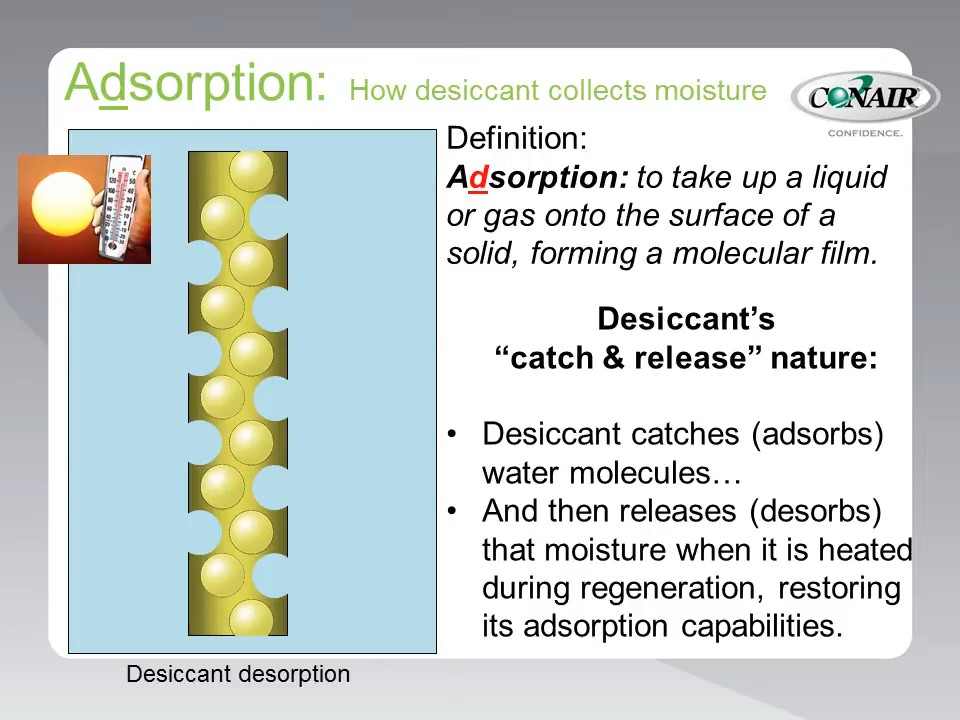 Adsorption: How desiccant collects moisture
CONAIR
CONFIDENCE.
Definition:
Adsorption: to take up a liquid
or gas onto the surface of a
solid, forming a molecular film.
Desiccant’s
“catch & release” nature:
• Desiccant catches (adsorbs)
water molecules…
• And then releases (desorbs)
that moisture when it is heated
during regeneration, restoring
its adsorption capabilities.
Desiccant desorption